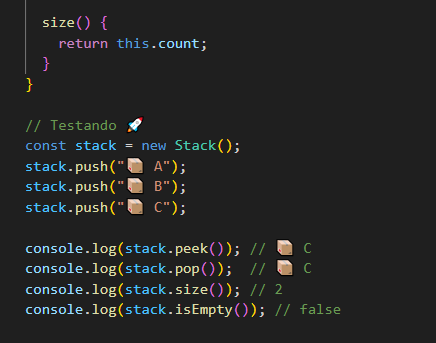 size() {
return this.count;
}
}
// Testando 🚀
const stack = new Stack();
stack.push("📦 A");
stack.push("📦 B");
stack.push("📦 C");
console.log(stack.peek()); // 📦 C
console.log(stack.pop());  // 📦 C
console.log(stack.size()); // 2
console.log(stack.isEmpty()); // false